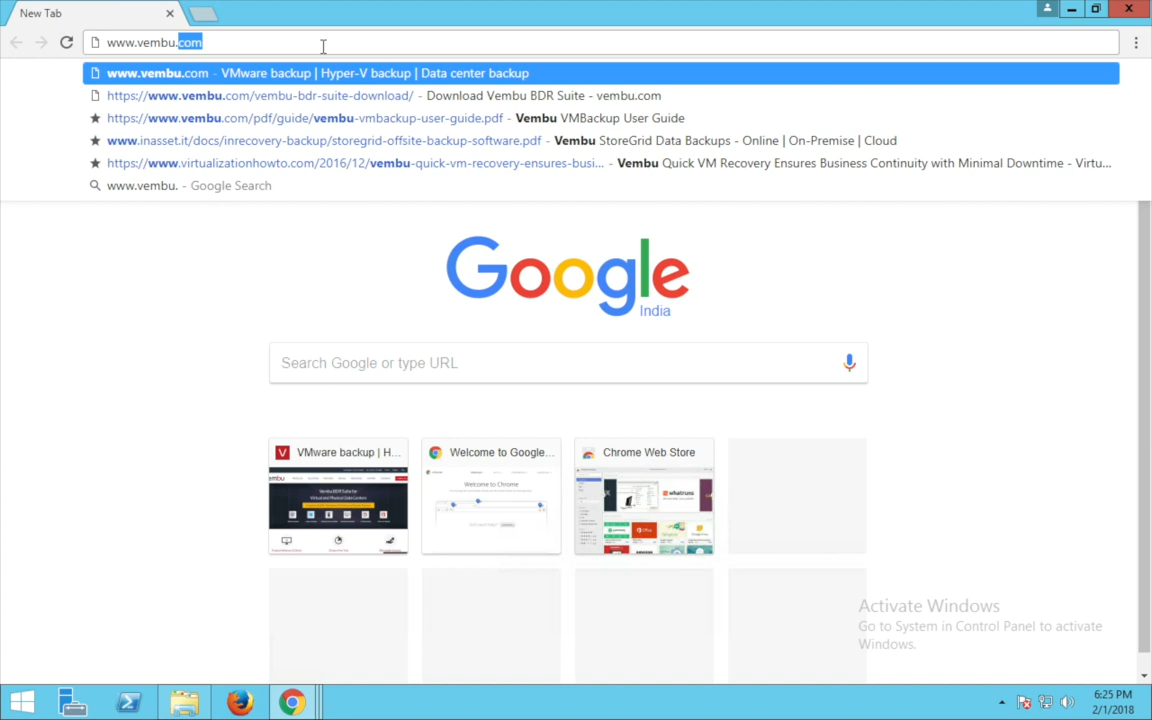 New Tab
www.vembu.com
www.vembu.com - VMware backup | Hyper-V backup | Data center backup
https://www.vembu.com/vembu-bdr-suite-download/ - Download Vembu BDR Suite - vembu.com
https://www.vembu.com/pdf/guide/vembu-vmbackup-user-guide.pdf - Vembu VMBackup User Guide
www.inasset.it/docs/inrecovery-backup/storegrid-offsite-backup-software.pdf - Vembu StoreGrid Data Backups - Online | On-Premise | Cloud
https://www.virtualizationhowto.com/2016/12/vembu-quick-vm-recovery-ensures-busi... - Vembu Quick VM Recovery Ensures Business Continuity with Minimal Downtime - Virtu...
www.vembu. - Google Search
Google
India
Search Google or type URL
VMware backup | H...
Welcome to Google...
Chrome Web Store
Welcome to Chrome
whatruns
Activate Windows
Go to System in Control Panel to activate
Windows.
6:25 PM
2/1/2018